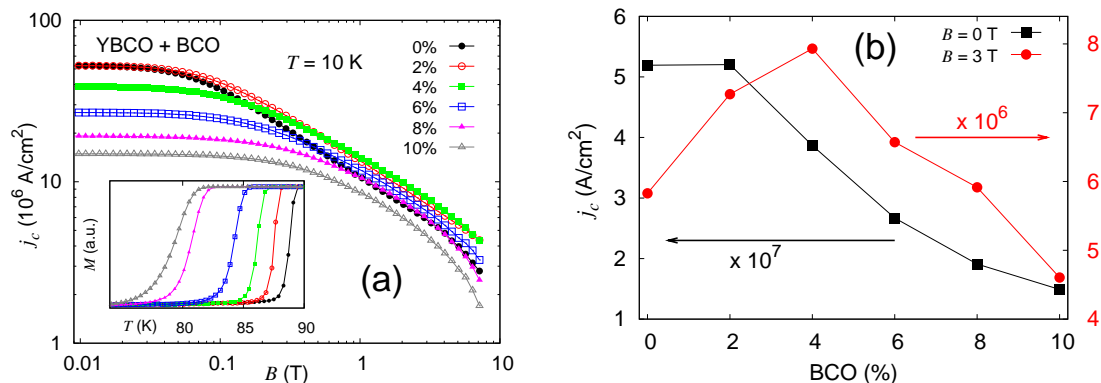 YBCO + BCO
T = 10 K
0%
2%
4%
6%
8%
10%
100
10
1
j_c (10^6 A/cm^2)
0.01
0.1
1
10
B (T)
M (a.u.)
T (K)
80
85
90
(a)
(b)
B = 0 T
B = 3 T
6
5
4
3
2
1
j_c (A/cm^2)
x 10^6
x 10^7
8
7
6
5
4
0
2
4
6
8
10
BCO (%)